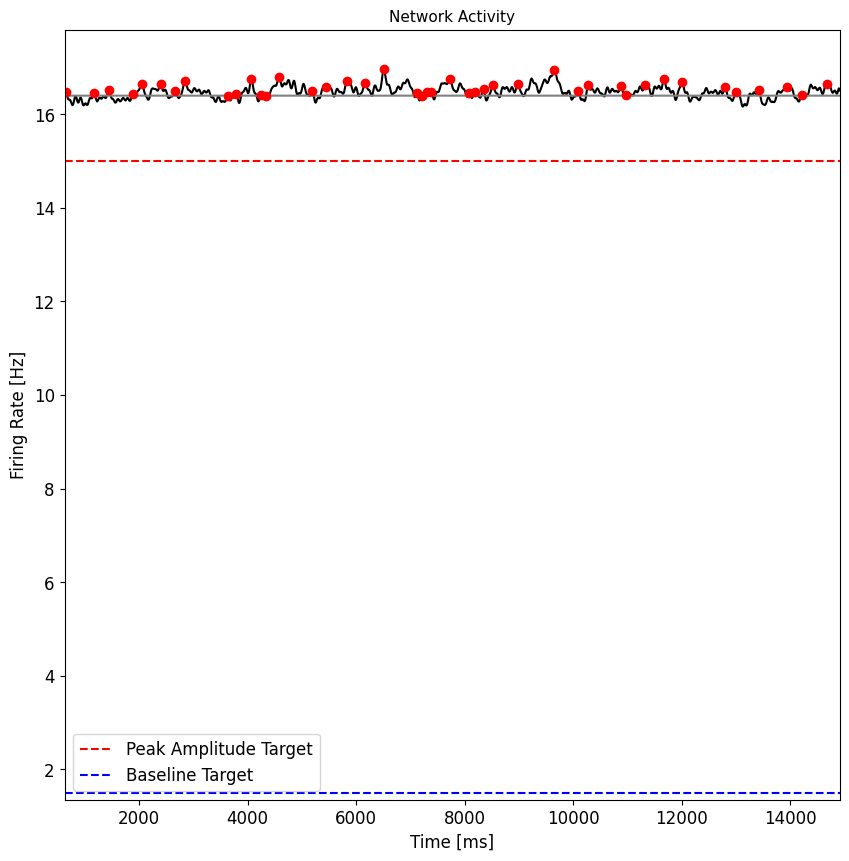 Network Activity
Firing Rate [Hz]
16
14
12
10
8
6
4
2
Peak Amplitude Target
Baseline Target
2000 4000 6000 8000 10000 12000 14000
Time [ms]